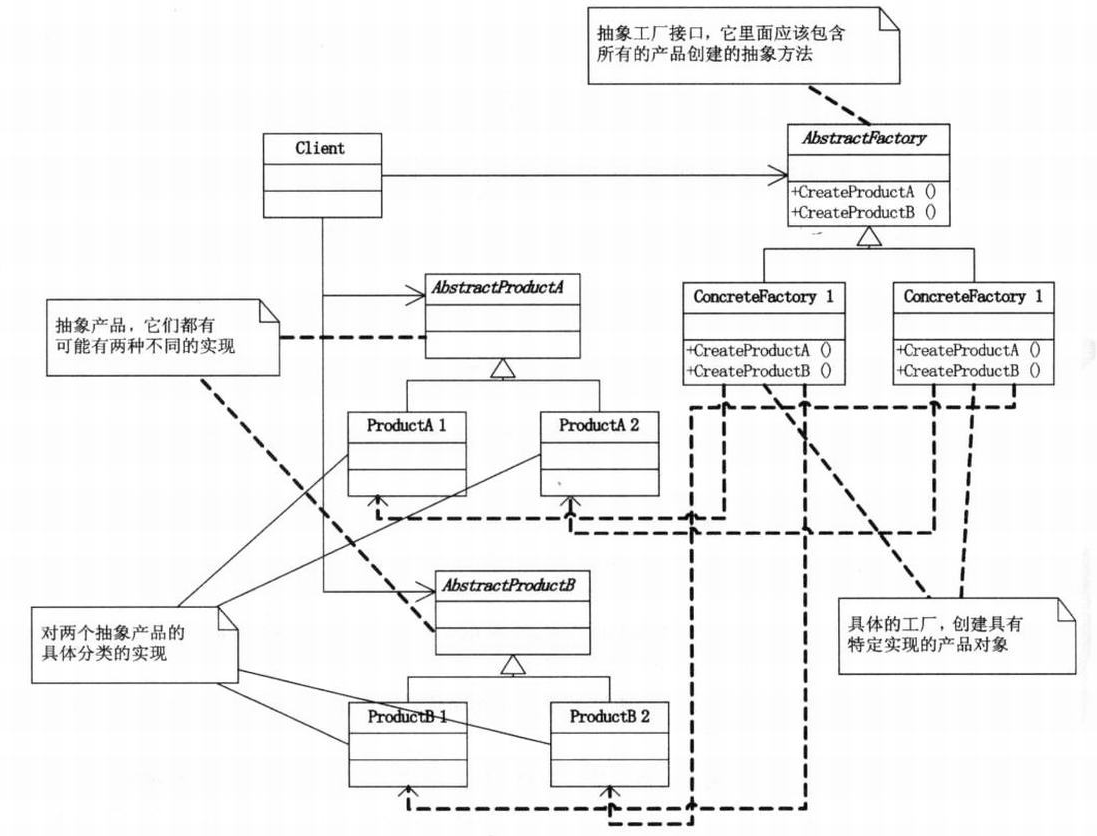 抽象工厂接口，它里面应该包含
所有的产品创建的抽象方法
Client
AbstractFactory
+CreateProductA ()
+CreateProductB ()
AbstractProductA
ConcreteFactory 1
+CreateProductA ()
+CreateProductB ()
ConcreteFactory 1
+CreateProductA ()
+CreateProductB ()
抽象产品，它们都有
可能有两种不同的实现
ProductA 1
ProductA 2
AbstractProductB
对两个抽象产品的
具体分类的实现
具体的工厂，创建具有
特定实现的产品对象
ProductB 1
ProductB 2